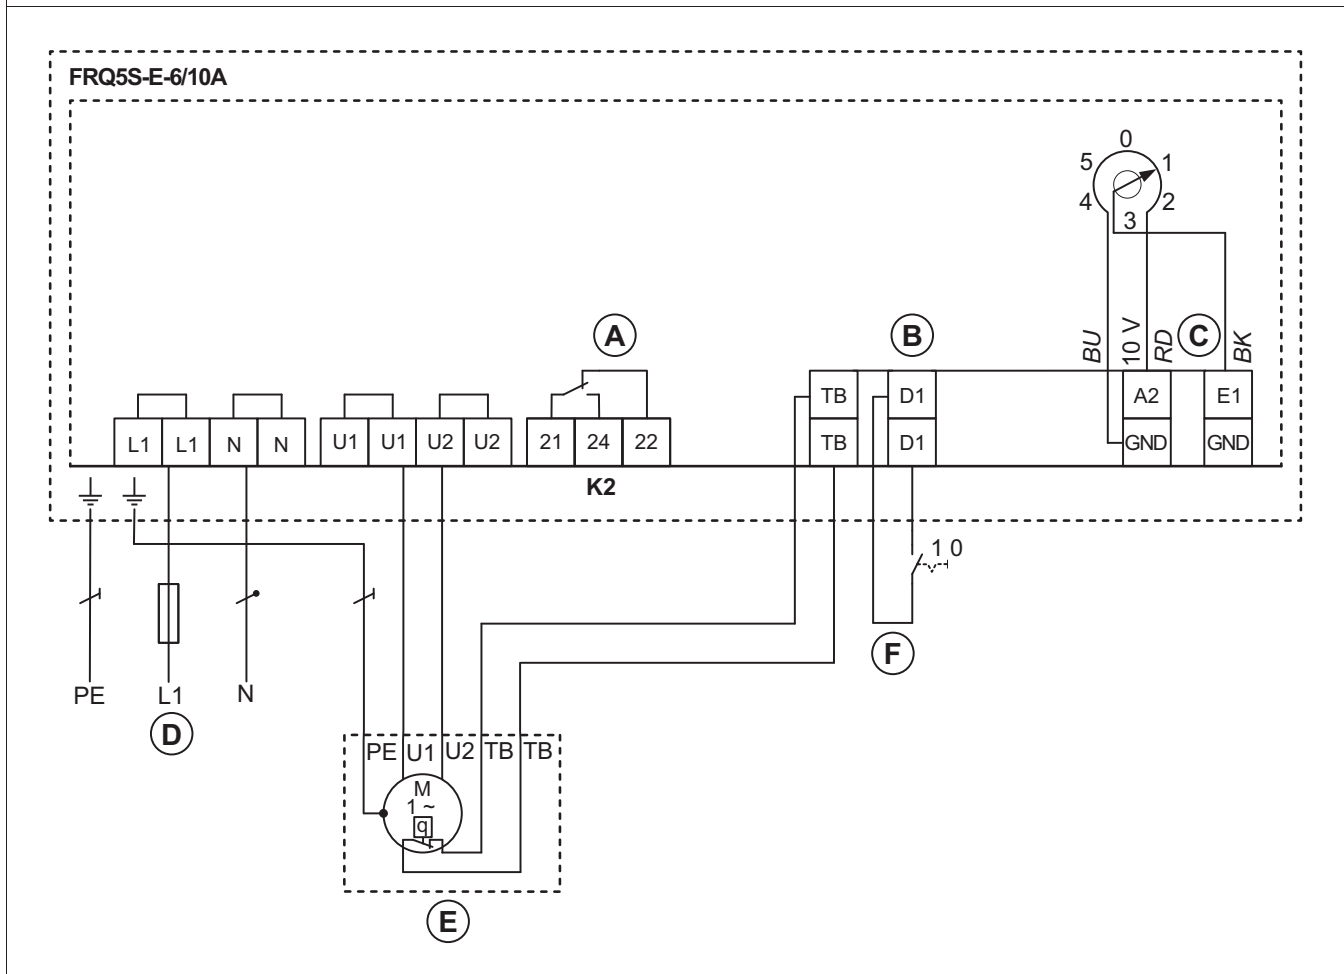 FRQ5S-E-6/10A
0
5 1
4 2
3
A B C
BU 10 V RD BK
TB D1 A2 E1
L1 L1 N N U1 U1 U2 U2 21 24 22 TB D1 GND GND
K2
1 0
F
PE L1 N
D
PE U1 U2 TB TB
M
1 ~
q
E